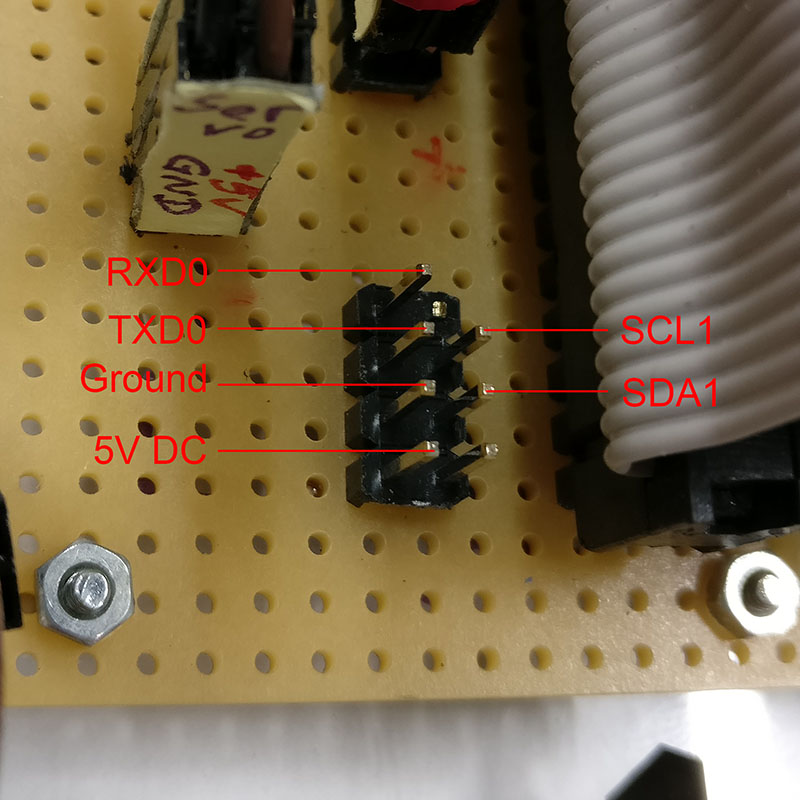 GND
+5V
RXD0
TXD0
SCL1
Ground
SDA1
5V DC